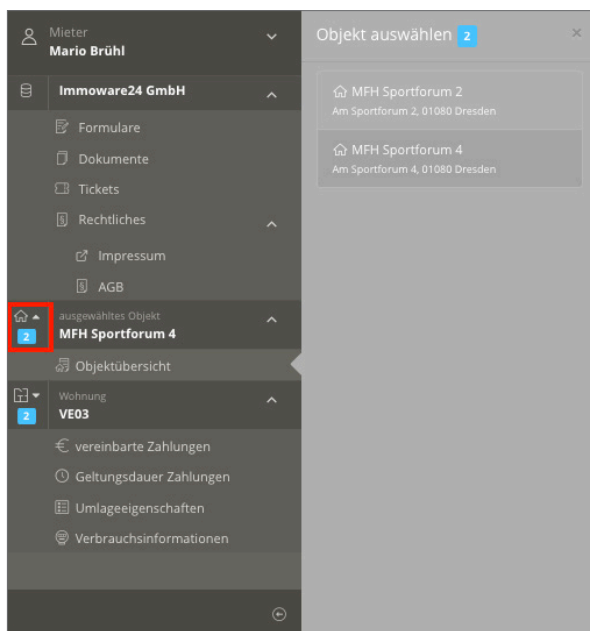 Mieter
Mario Brühl
Immoware24 GmbH
Formulare
Dokumente
Tickets
§ Rechtliches
Impressum
§ AGB
ausgewähltes Objekt
2 MFH Sportforum 4
Objektübersicht
Wohnung
2 VE03
€ vereinbarte Zahlungen
Geltungsdauer Zahlungen
Umlageeigenschaften
Verbrauchsinformationen
Objekt auswählen 2 ×
MFH Sportforum 2
Am Sportforum 2, 01080 Dresden
MFH Sportforum 4
Am Sportforum 4, 01080 Dresden